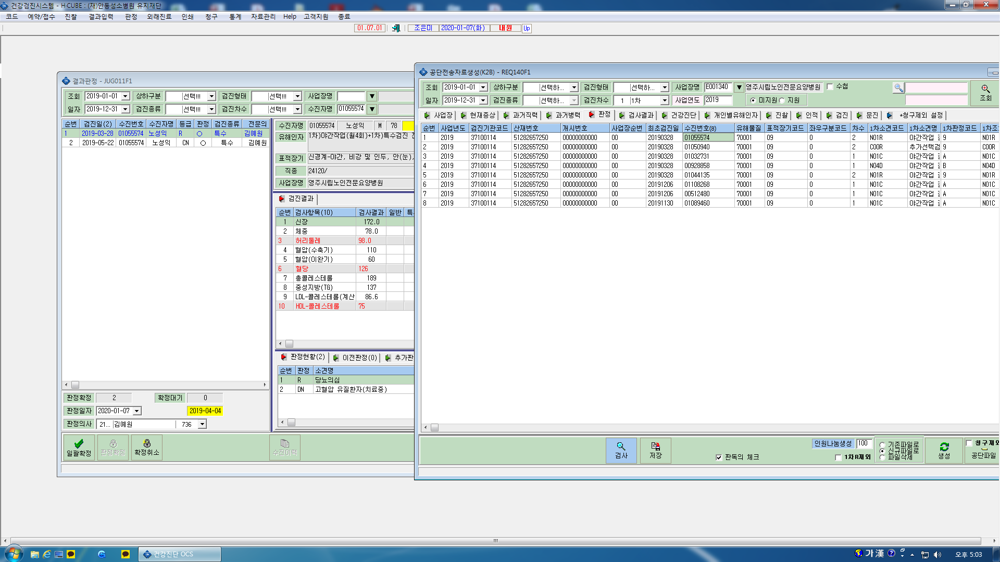 건강검진시스템 - H-CUBE : (재)안동성소병원 유지재단
코드 예약/접수 진찰 결과입력 판정 외래진료 인쇄 청구 통계 자료관리 Help 고객지원 종료
01.07.01 조은미 2020-01-07(화) 내원 Up
결과판정 - JUG011F1
조회 2019-01-01 상하구분 선택!!! 검진형태 선택!!! 사업장명
일자 2019-12-31 검진종류 선택!!! 검진차수 선택!!! 수진자명 01055574
순번 검진일(2) 수진번호 수진자명 등급 판정 검진종류 전문의
1 2019-03-28 01055574 노성익 R ○ 특수 김예원
2 2019-05-22 01055574 노성익 CN ○ 특수 김예원
판정확정 2 확정대기 0
판정일자 2020-01-07 2019-04-04
판정의사 21... 김예원 736
일괄확정 판정확정 확정취소 수진이력
수진자명 01055574 노성익 M 78
유해인자 1차)야간작업(월4회)+1차)특수검진
표적장기 신경계-야간, 비강 및 인두, 안(눈),
직종 24120/
사업장명 영주시립노인전문요양병원
검진결과
순번 검사항목(10) 검사결과 일반
1 신장 172.0
2 체중 78.0
3 허리둘레 98.0
4 혈압(수축기) 110
5 혈압(이완기) 60
6 혈당 126
7 총콜레스테롤 189
8 중성지방(TG) 137
9 LDL-콜레스테롤(계산 86.6
10 HDL-콜레스테롤 75
판정현황(2) 이전판정(0) 추가판
순번 판정 소견명
1 R 당뇨의심
2 DN 고혈압 유질환자(치료중)
공단전송자료생성(K2B) - REQ140F1
조회 2019-01-01 상하구분 선택하... 검진형태 선택하... 사업장명 E001340 영주시립노인전문요양병원 수첩
일자 2019-12-31 검진종류 선택하... 검진차수 1 1차 사업연도 2019 미지원 지원
조회
사업장 현재증상 과거직력 과거병력 판정 검사결과 건강진단 개인별유해인자 진찰 인적 검진 문진 *청구제외 설정
순번 사업년도 검진기관코드 산재번호 개시번호 사업장순번 최초검진일 수진번호(8) 유해물질 표적장기코드 좌우구분코드 차수 1차소견코드 1차소견명 1차판정코드 1차조
1 2019 37100114 51282657250 00000000000 00 20190328 01055574 70001 09 0 2 N01R 야간작업 9 N01R
2 2019 37100114 51282657250 00000000000 00 20190328 01050940 70001 09 0 2 C00R 추가선택검 9 C00R
3 2019 37100114 51282657250 00000000000 00 20190328 01032731 70001 09 0 1 N01C 야간작업 A N01C
4 2019 37100114 51282657250 00000000000 00 20190328 00928858 70001 09 0 1 N04D 야간작업 B N04D
5 2019 37100114 51282657250 00000000000 00 20190328 01044135 70001 09 0 2 N01R 야간작업 9 N01R
6 2019 37100114 51282657250 00000000000 00 20191206 01108268 70001 09 0 1 N01C 야간작업 A N01C
7 2019 37100114 51282657250 00000000000 00 20191206 00512480 70001 09 0 1 N01C 야간작업 A N01C
8 2019 37100114 51282657250 00000000000 00 20191130 01089460 70001 09 0 1 N01C 야간작업 A N01C
검사 저장 판독의 체크
인원나눔생성 100
1차R제외
기존파일로
신규파일로
파일삭제
생성
청구제외
공단파일
건강진단 OCS
가 漢 오후 5:03